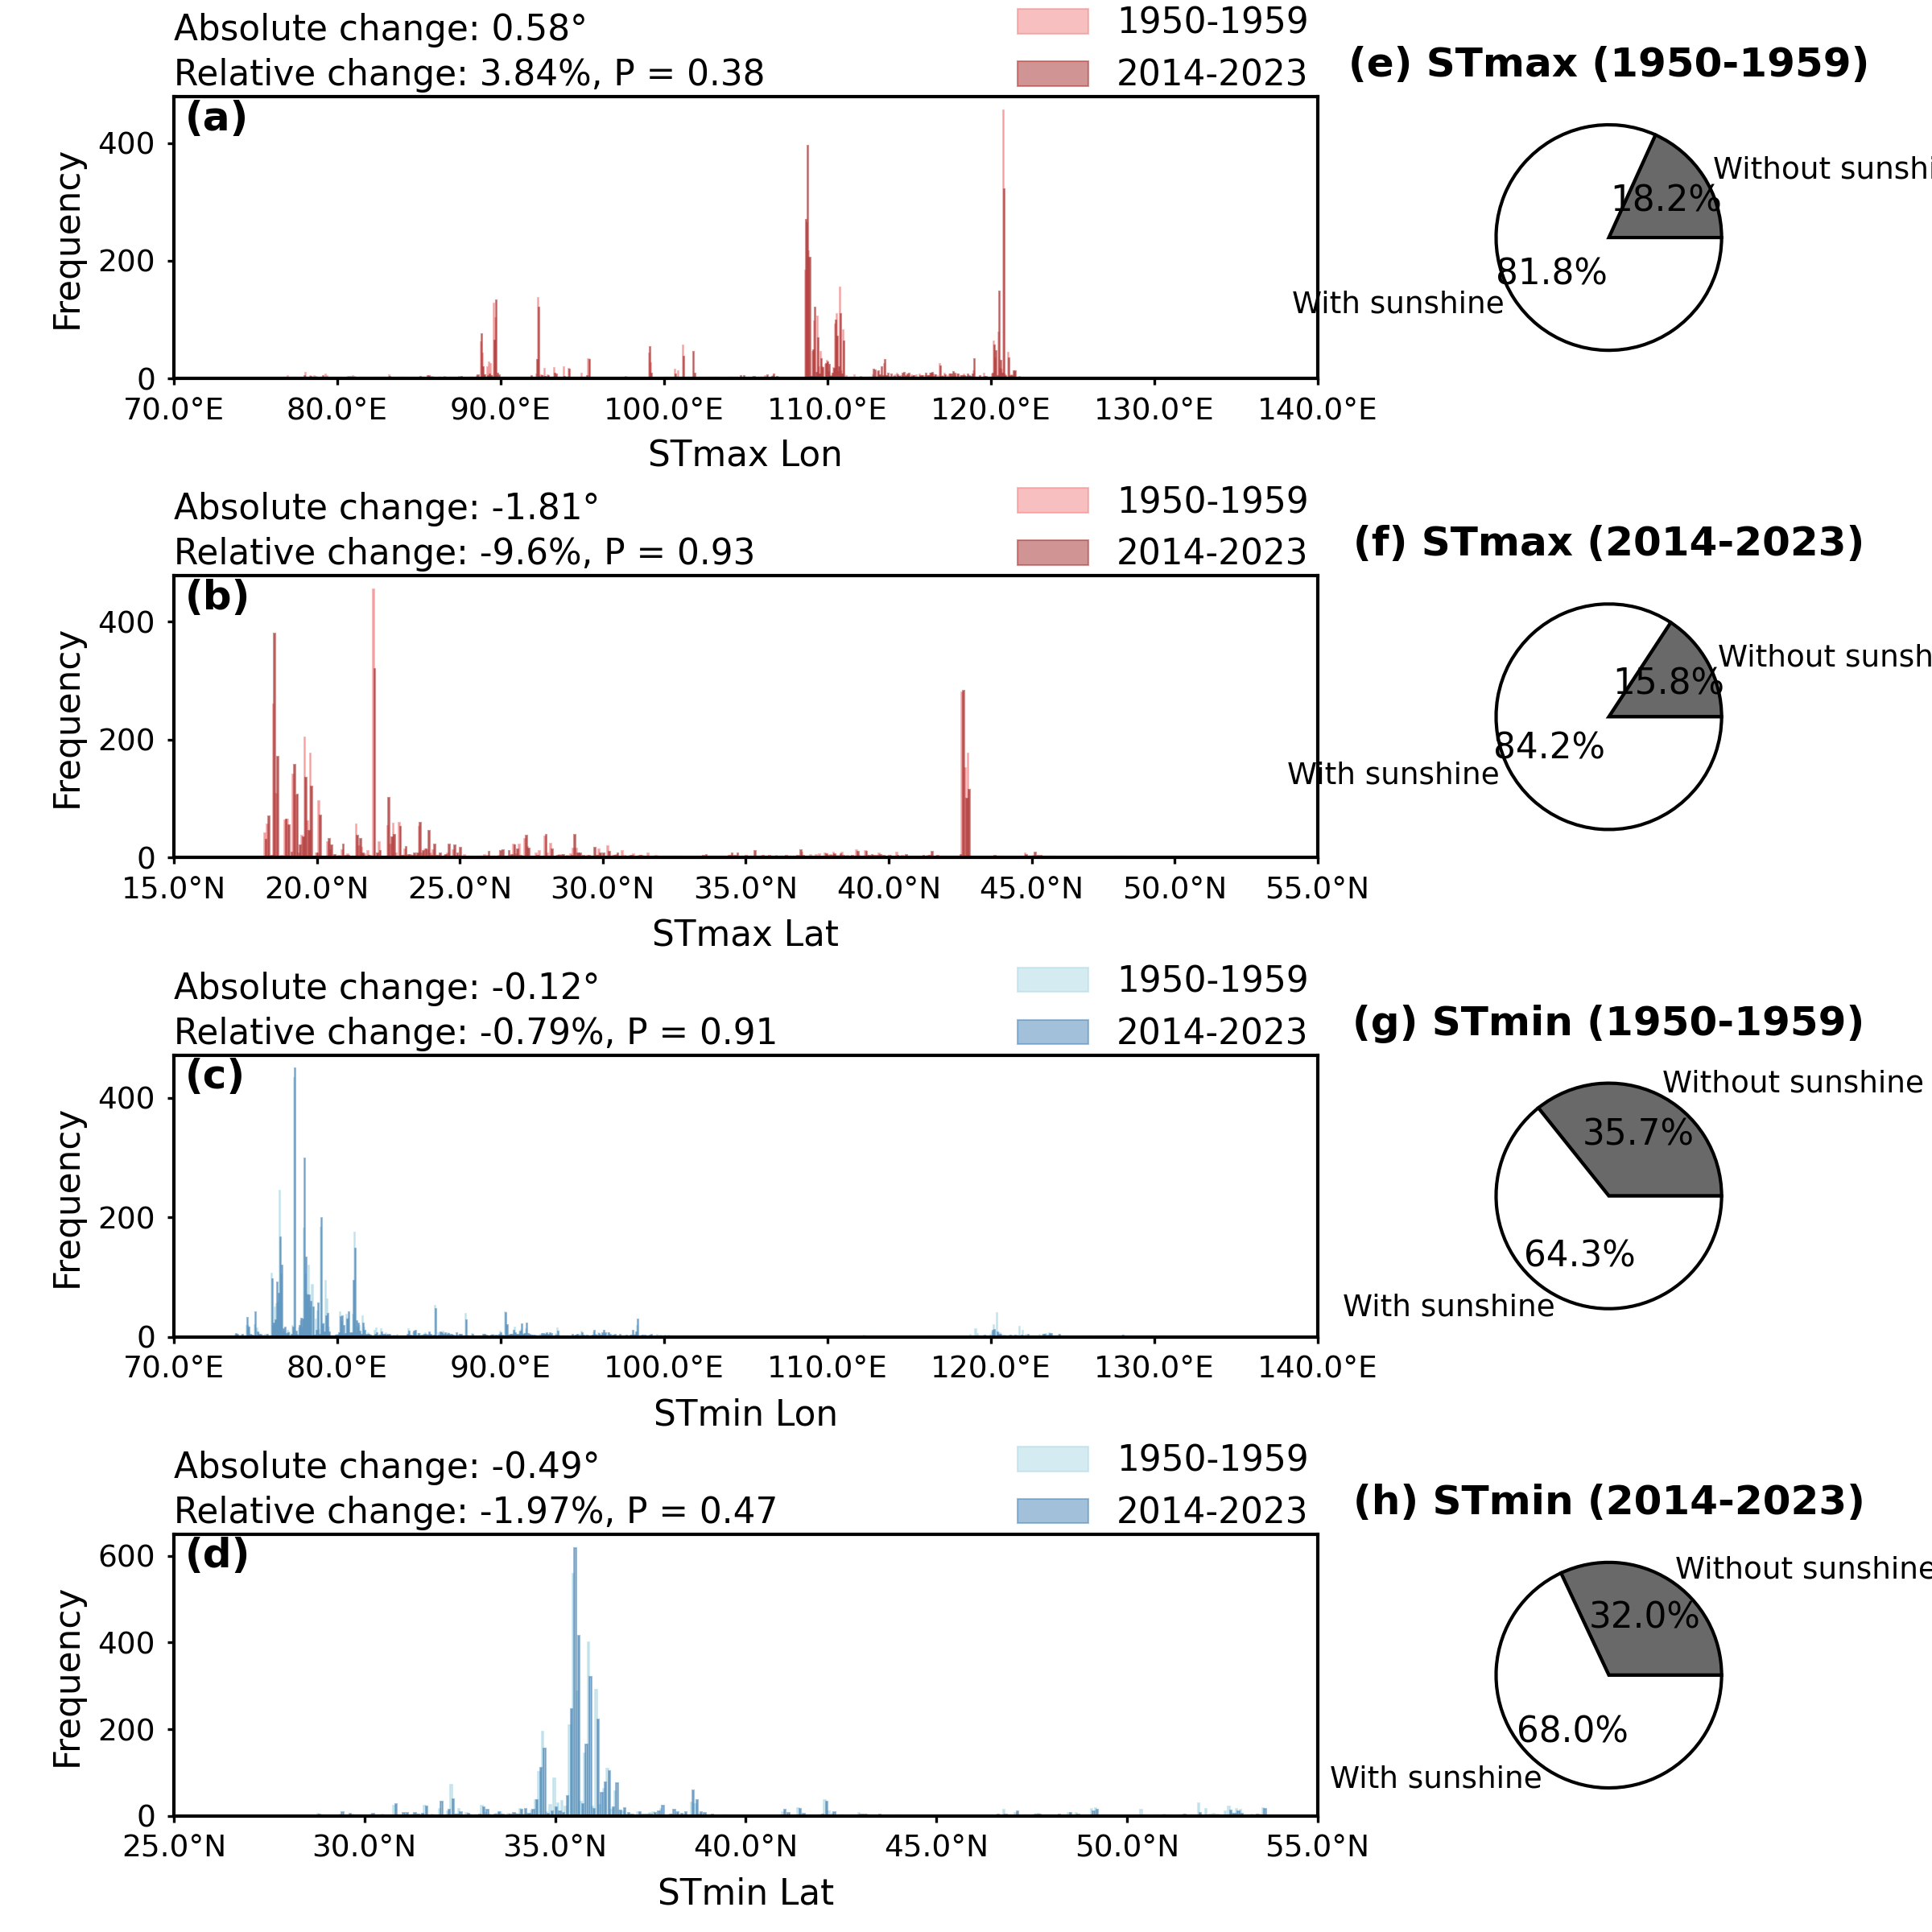 Absolute change: 0.58°
Relative change: 3.84%, P = 0.38
1950-1959
2014-2023
(a)
Frequency
400
200
0
70.0°E 80.0°E 90.0°E 100.0°E 110.0°E 120.0°E 130.0°E 140.0°E
STmax Lon
(e) STmax (1950-1959)
Without sunshi
18.2%
81.8%
With sunshine
Absolute change: -1.81°
Relative change: -9.6%, P = 0.93
1950-1959
2014-2023
(b)
Frequency
400
200
0
15.0°N 20.0°N 25.0°N 30.0°N 35.0°N 40.0°N 45.0°N 50.0°N 55.0°N
STmax Lat
(f) STmax (2014-2023)
Without sunsh
15.8%
84.2%
With sunshine
Absolute change: -0.12°
Relative change: -0.79%, P = 0.91
1950-1959
2014-2023
(c)
Frequency
400
200
0
70.0°E 80.0°E 90.0°E 100.0°E 110.0°E 120.0°E 130.0°E 140.0°E
STmin Lon
(g) STmin (1950-1959)
Without sunshine
35.7%
64.3%
With sunshine
Absolute change: -0.49°
Relative change: -1.97%, P = 0.47
1950-1959
2014-2023
(d)
Frequency
600
400
200
0
25.0°N 30.0°N 35.0°N 40.0°N 45.0°N 50.0°N 55.0°N
STmin Lat
(h) STmin (2014-2023)
Without sunshine
32.0%
68.0%
With sunshine